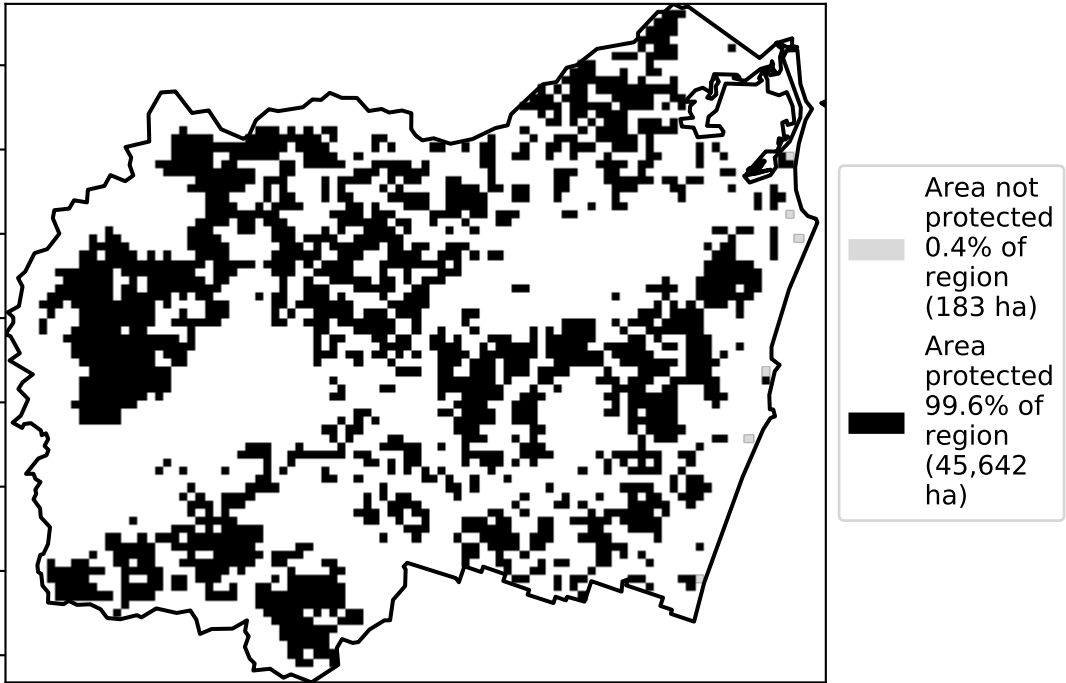 Area not
protected
0.4% of
region
(183 ha)
Area
protected
99.6% of
region
(45,642
ha)